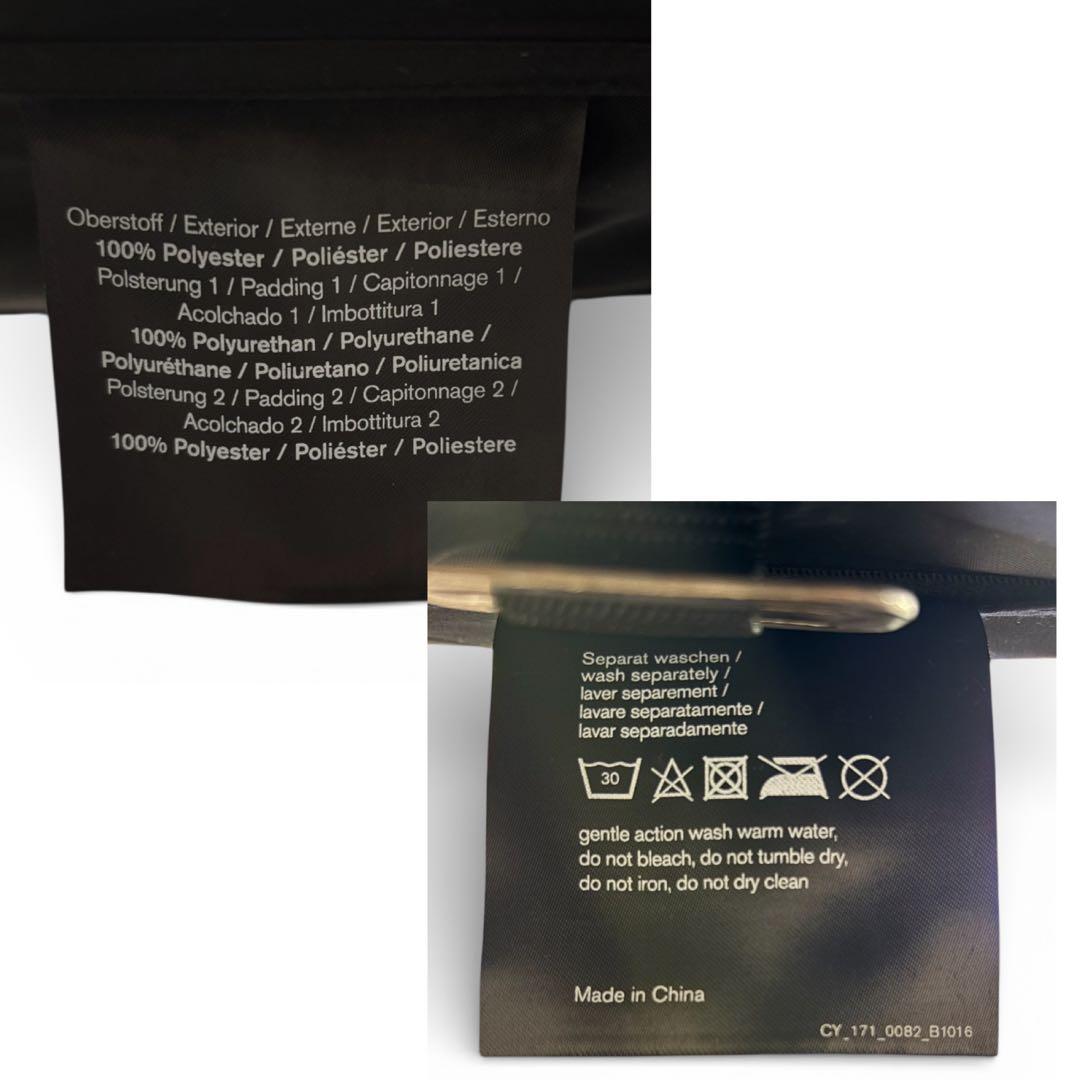 Oberstoff / Exterior / Externe / Exterior / Esterno
100% Polyester / Poliéster / Poliestere
Polsterung 1 / Padding 1 / Capitonnage 1 /
Acolchado 1 / Imbottitura 1
100% Polyurethan / Polyurethane /
Polyuréthane / Poliuretano / Poliuretanica
Polsterung 2 / Padding 2 / Capitonnage 2 /
Acolchado 2 / Imbottitura 2
100% Polyester / Poliéster / Poliestere
Separat waschen /
wash separately /
laver separement /
lavare separatamente /
lavar separadamente
30
gentle action wash warm water,
do not bleach, do not tumble dry,
do not iron, do not dry clean
Made in China
CY_171_0082_B1016